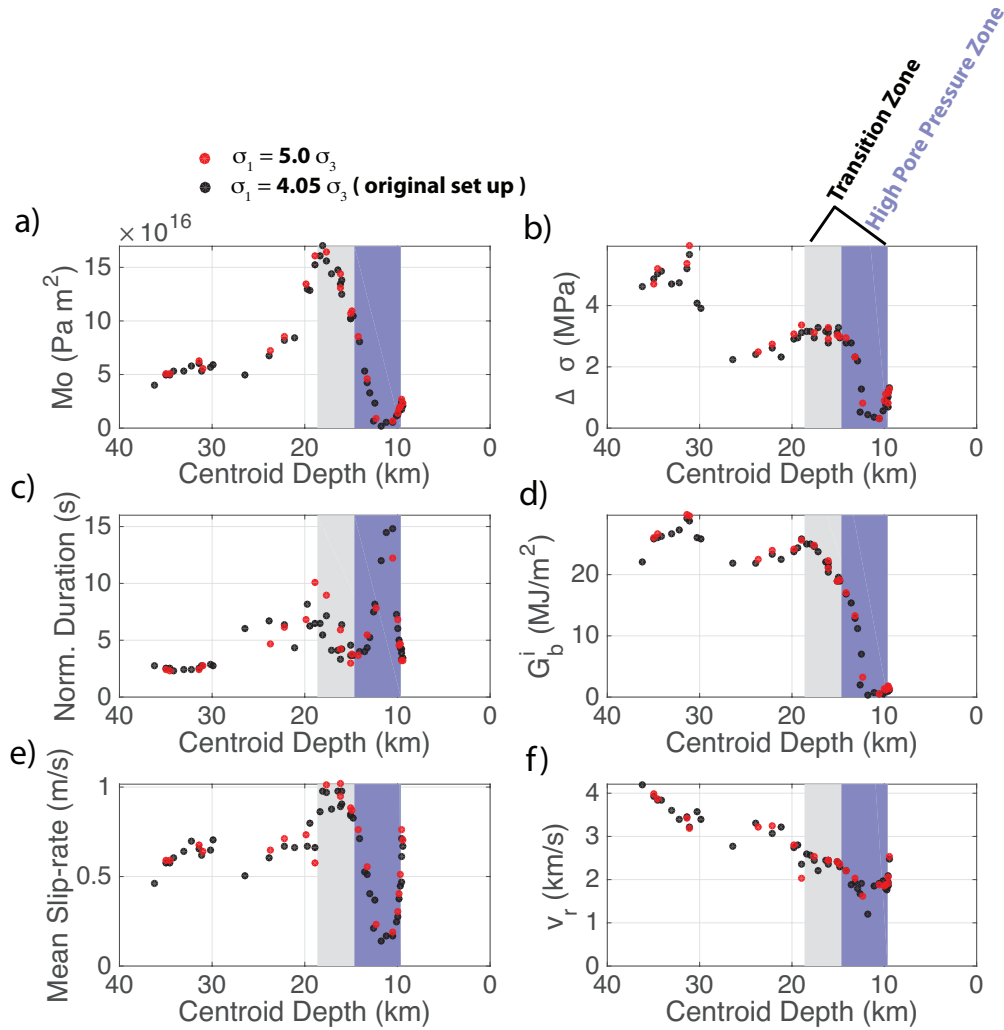 Transition Zone
High Pore Pressure Zone
σ1 = 5.0 σ3
σ1 = 4.05 σ3 ( original set up )
a)
× 10^16
Mo (Pa m²)
15
10
5
0
40 30 20 10 0
Centroid Depth (km)
b)
Δ σ (MPa)
4
2
0
40 30 20 10 0
Centroid Depth (km)
c)
Norm. Duration (s)
15
10
5
0
40 30 20 10 0
Centroid Depth (km)
d)
G_b^i (MJ/m²)
20
10
0
40 30 20 10 0
Centroid Depth (km)
e)
Mean Slip-rate (m/s)
1
0.5
0
40 30 20 10 0
Centroid Depth (km)
f)
v_r (km/s)
4
3
2
1
0
40 30 20 10 0
Centroid Depth (km)